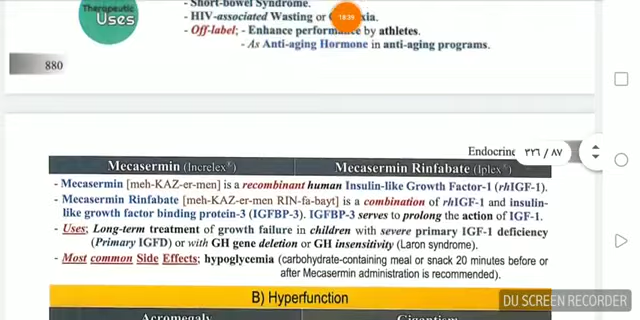 - Short-bowel Syndrome.
Therapeutic
Uses
- HIV-associated Wasting or
18:39
- Off-label; - Enhance performance by athletes.
- As Anti-aging Hormone in anti-aging programs.
880
Endocrine
٣٢٦ / ٨٧
Mecasermin (Increlex®)
Mecasermin Rinfabate (Iplex®)
- Mecasermin [meh-KAZ-er-men] is a recombinant human Insulin-like Growth Factor-1 (rhIGF-1).
- Mecasermin Rinfabate [meh-KAZ-er-men RIN-fa-bayt] is a combination of rhIGF-1 and insulin-
like growth factor binding protein-3 (IGFBP-3). IGFBP-3 serves to prolong the action of IGF-1.
- Uses; Long-term treatment of growth failure in children with severe primary IGF-1 deficiency
(Primary IGFD) or with GH gene deletion or GH insensitivity (Laron syndrome).
- Most common Side Effects; hypoglycemia (carbohydrate-containing meal or snack 20 minutes before or
after Mecasermin administration is recommended).
B) Hyperfunction
DU SCREEN RECORDER
Acromegaly
Gigantism